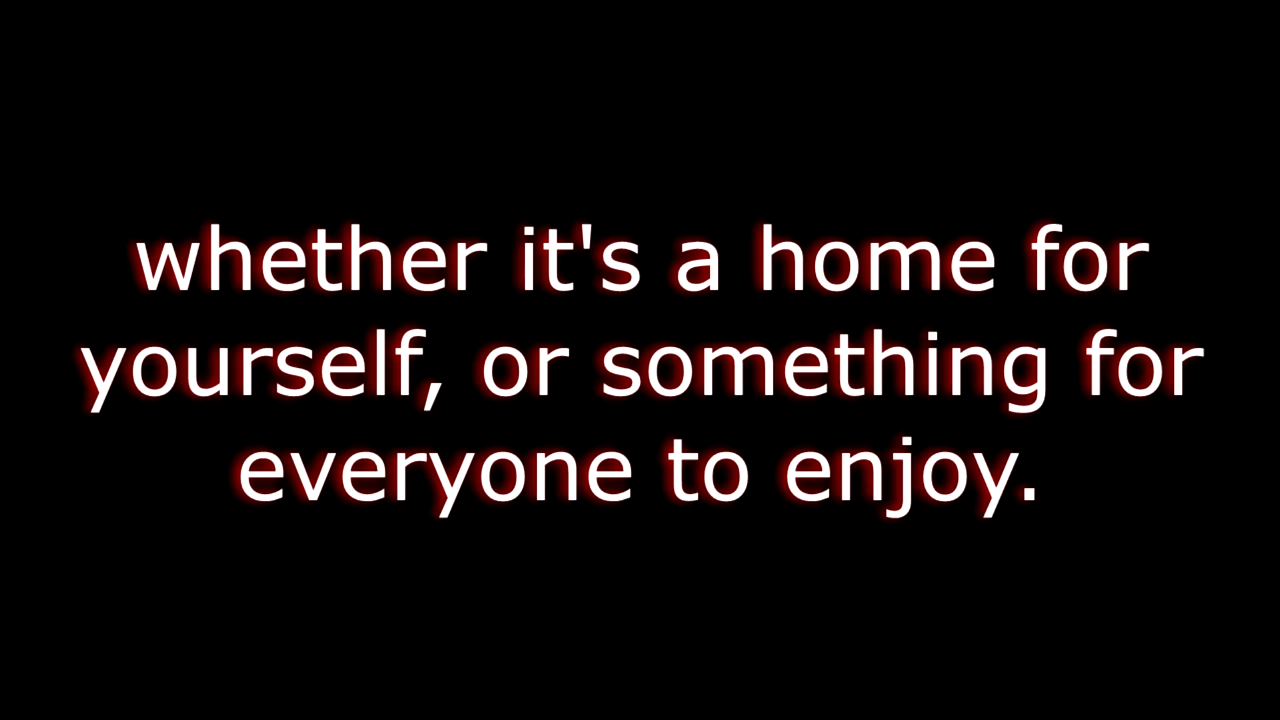 whether it's a home for
yourself, or something for
everyone to enjoy.